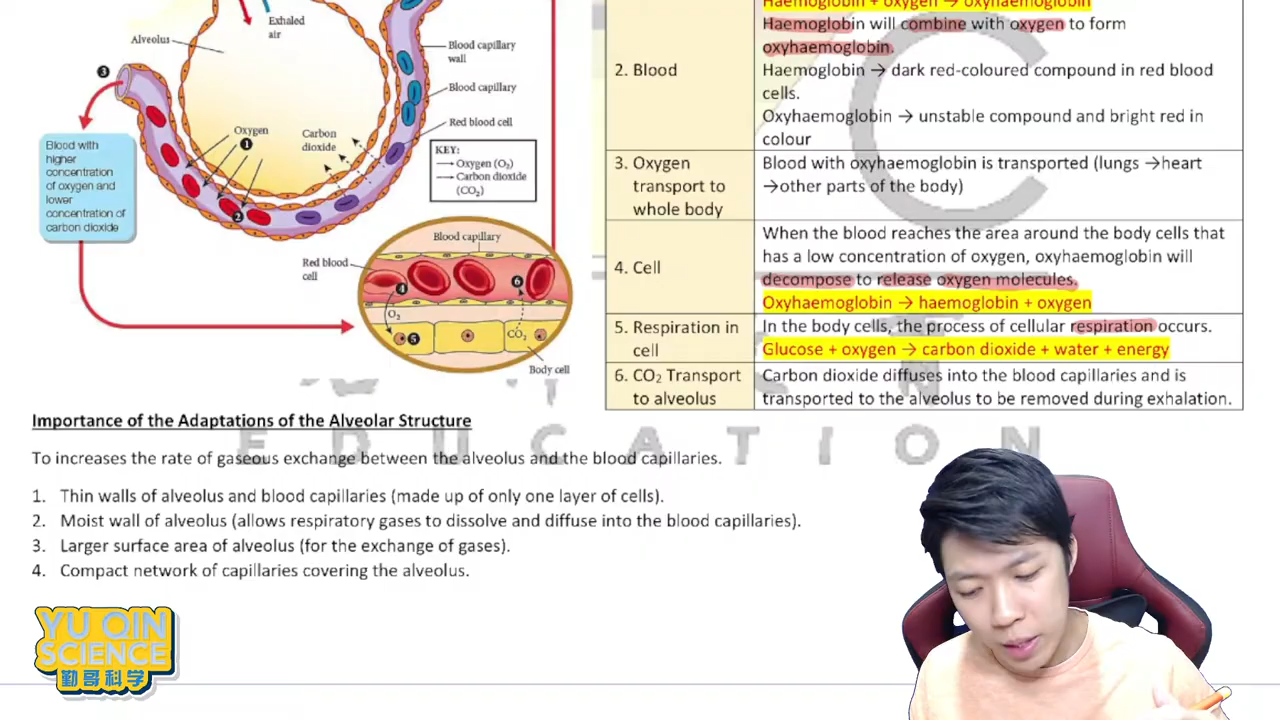 Exhaled
air
Alveolus
Blood capillary
wall
Blood capillary
Red blood cell
3
Oxygen
1
Carbon
dioxide
2
KEY:
→ Oxygen (O₂)
→ Carbon dioxide
(CO₂)
Blood with
higher
concentration
of oxygen and
lower
concentration of
carbon dioxide
Blood capillary
Red blood
cell
4
6
O₂
5
CO₂
Body cell
Haemoglobin + oxygen → oxyhaemoglobin
Haemoglobin will combine with oxygen to form
oxyhaemoglobin.
2. Blood
Haemoglobin → dark red-coloured compound in red blood
cells.
Oxyhaemoglobin → unstable compound and bright red in
colour
3. Oxygen
transport to
whole body
Blood with oxyhaemoglobin is transported (lungs →heart
→other parts of the body)
4. Cell
When the blood reaches the area around the body cells that
has a low concentration of oxygen, oxyhaemoglobin will
decompose to release oxygen molecules.
Oxyhaemoglobin → haemoglobin + oxygen
5. Respiration in
cell
In the body cells, the process of cellular respiration occurs.
Glucose + oxygen → carbon dioxide + water + energy
6. CO₂ Transport
to alveolus
Carbon dioxide diffuses into the blood capillaries and is
transported to the alveolus to be removed during exhalation.
Importance of the Adaptations of the Alveolar Structure
EDUCATION
To increases the rate of gaseous exchange between the alveolus and the blood capillaries.
1. Thin walls of alveolus and blood capillaries (made up of only one layer of cells).
2. Moist wall of alveolus (allows respiratory gases to dissolve and diffuse into the blood capillaries).
3. Larger surface area of alveolus (for the exchange of gases).
4. Compact network of capillaries covering the alveolus.
YU QIN
SCIENCE
勤哥科学